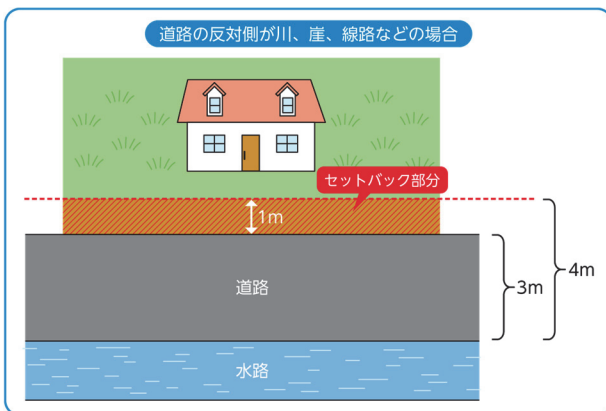 道路の反対側が川、崖、線路などの場合
セットバック部分
1m
道路
3m
4m
水路